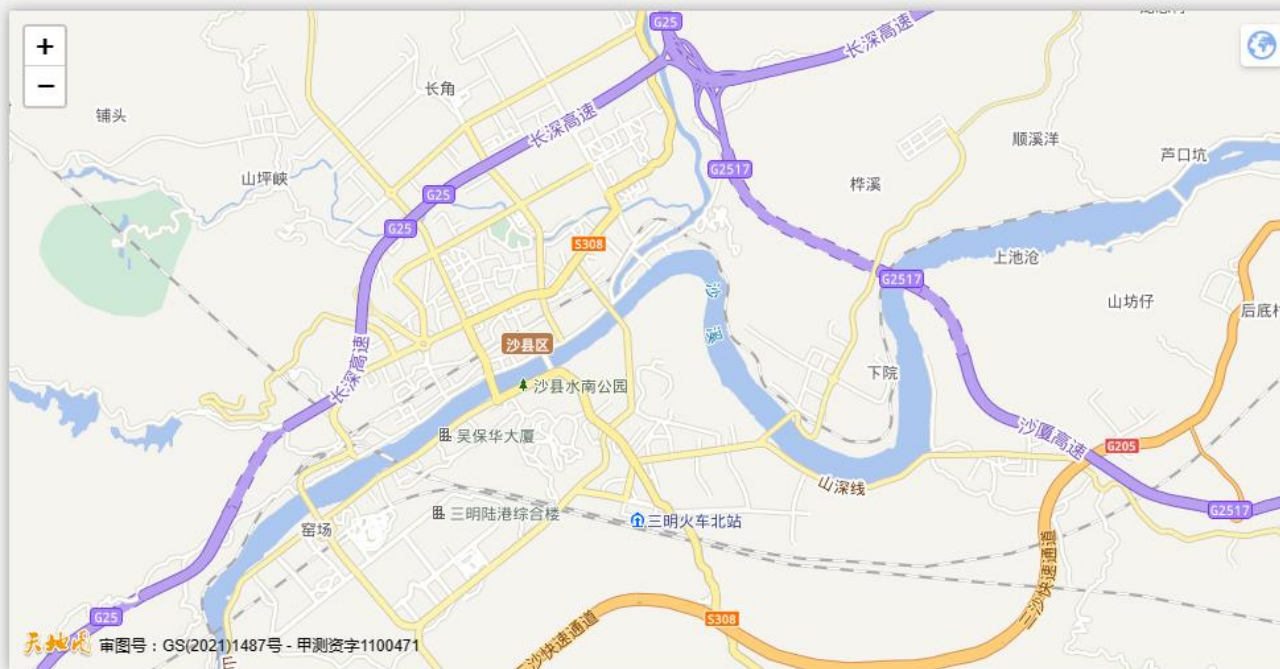 +
−
G25
长深高速
长角
铺头
长深高速
顺溪洋
芦口坑
G2517
山坪峡
桦溪
G25
G25
S308
上池沧
G2517
沙溪
山坊仔
后底村
沙县区
长深高速
下院
沙县水南公园
吴保华大厦
沙厦高速
G205
山深线
三明陆港综合楼
三明火车北站
窑场
G2517
三沙快速通道
G25
S308
沙快速通道
天地图
审图号：GS(2021)1487号 - 甲测资字1100471